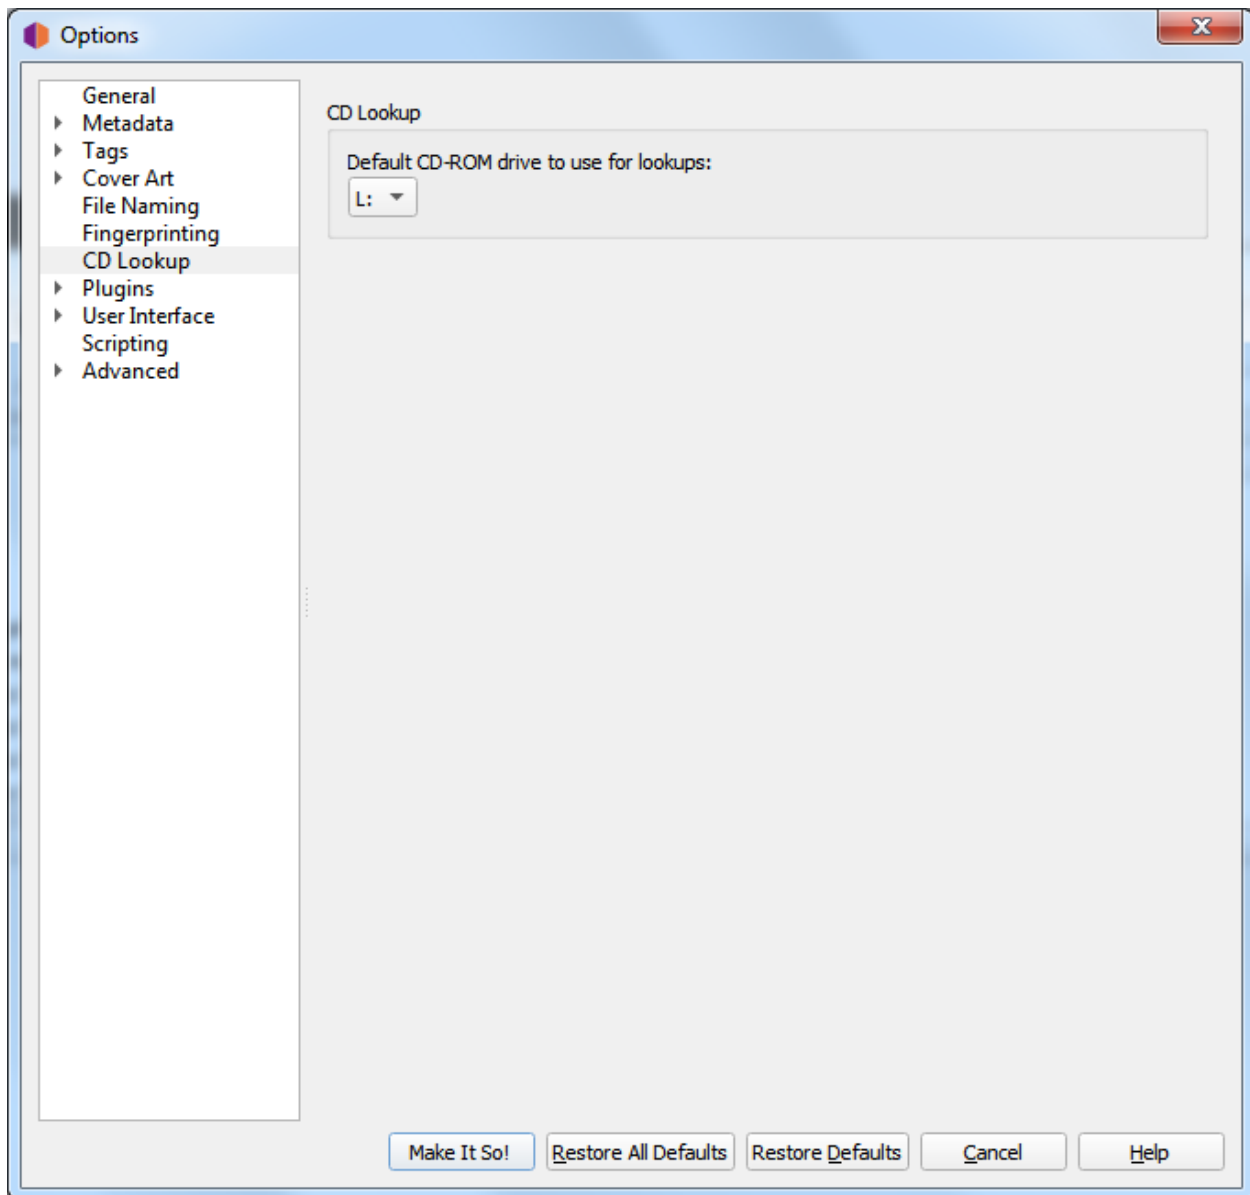 Options
General
Metadata
Tags
Cover Art
File Naming
Fingerprinting
CD Lookup
Plugins
User Interface
Scripting
Advanced
CD Lookup
Default CD-ROM drive to use for lookups:
L:
Make It So! Restore All Defaults Restore Defaults Cancel Help